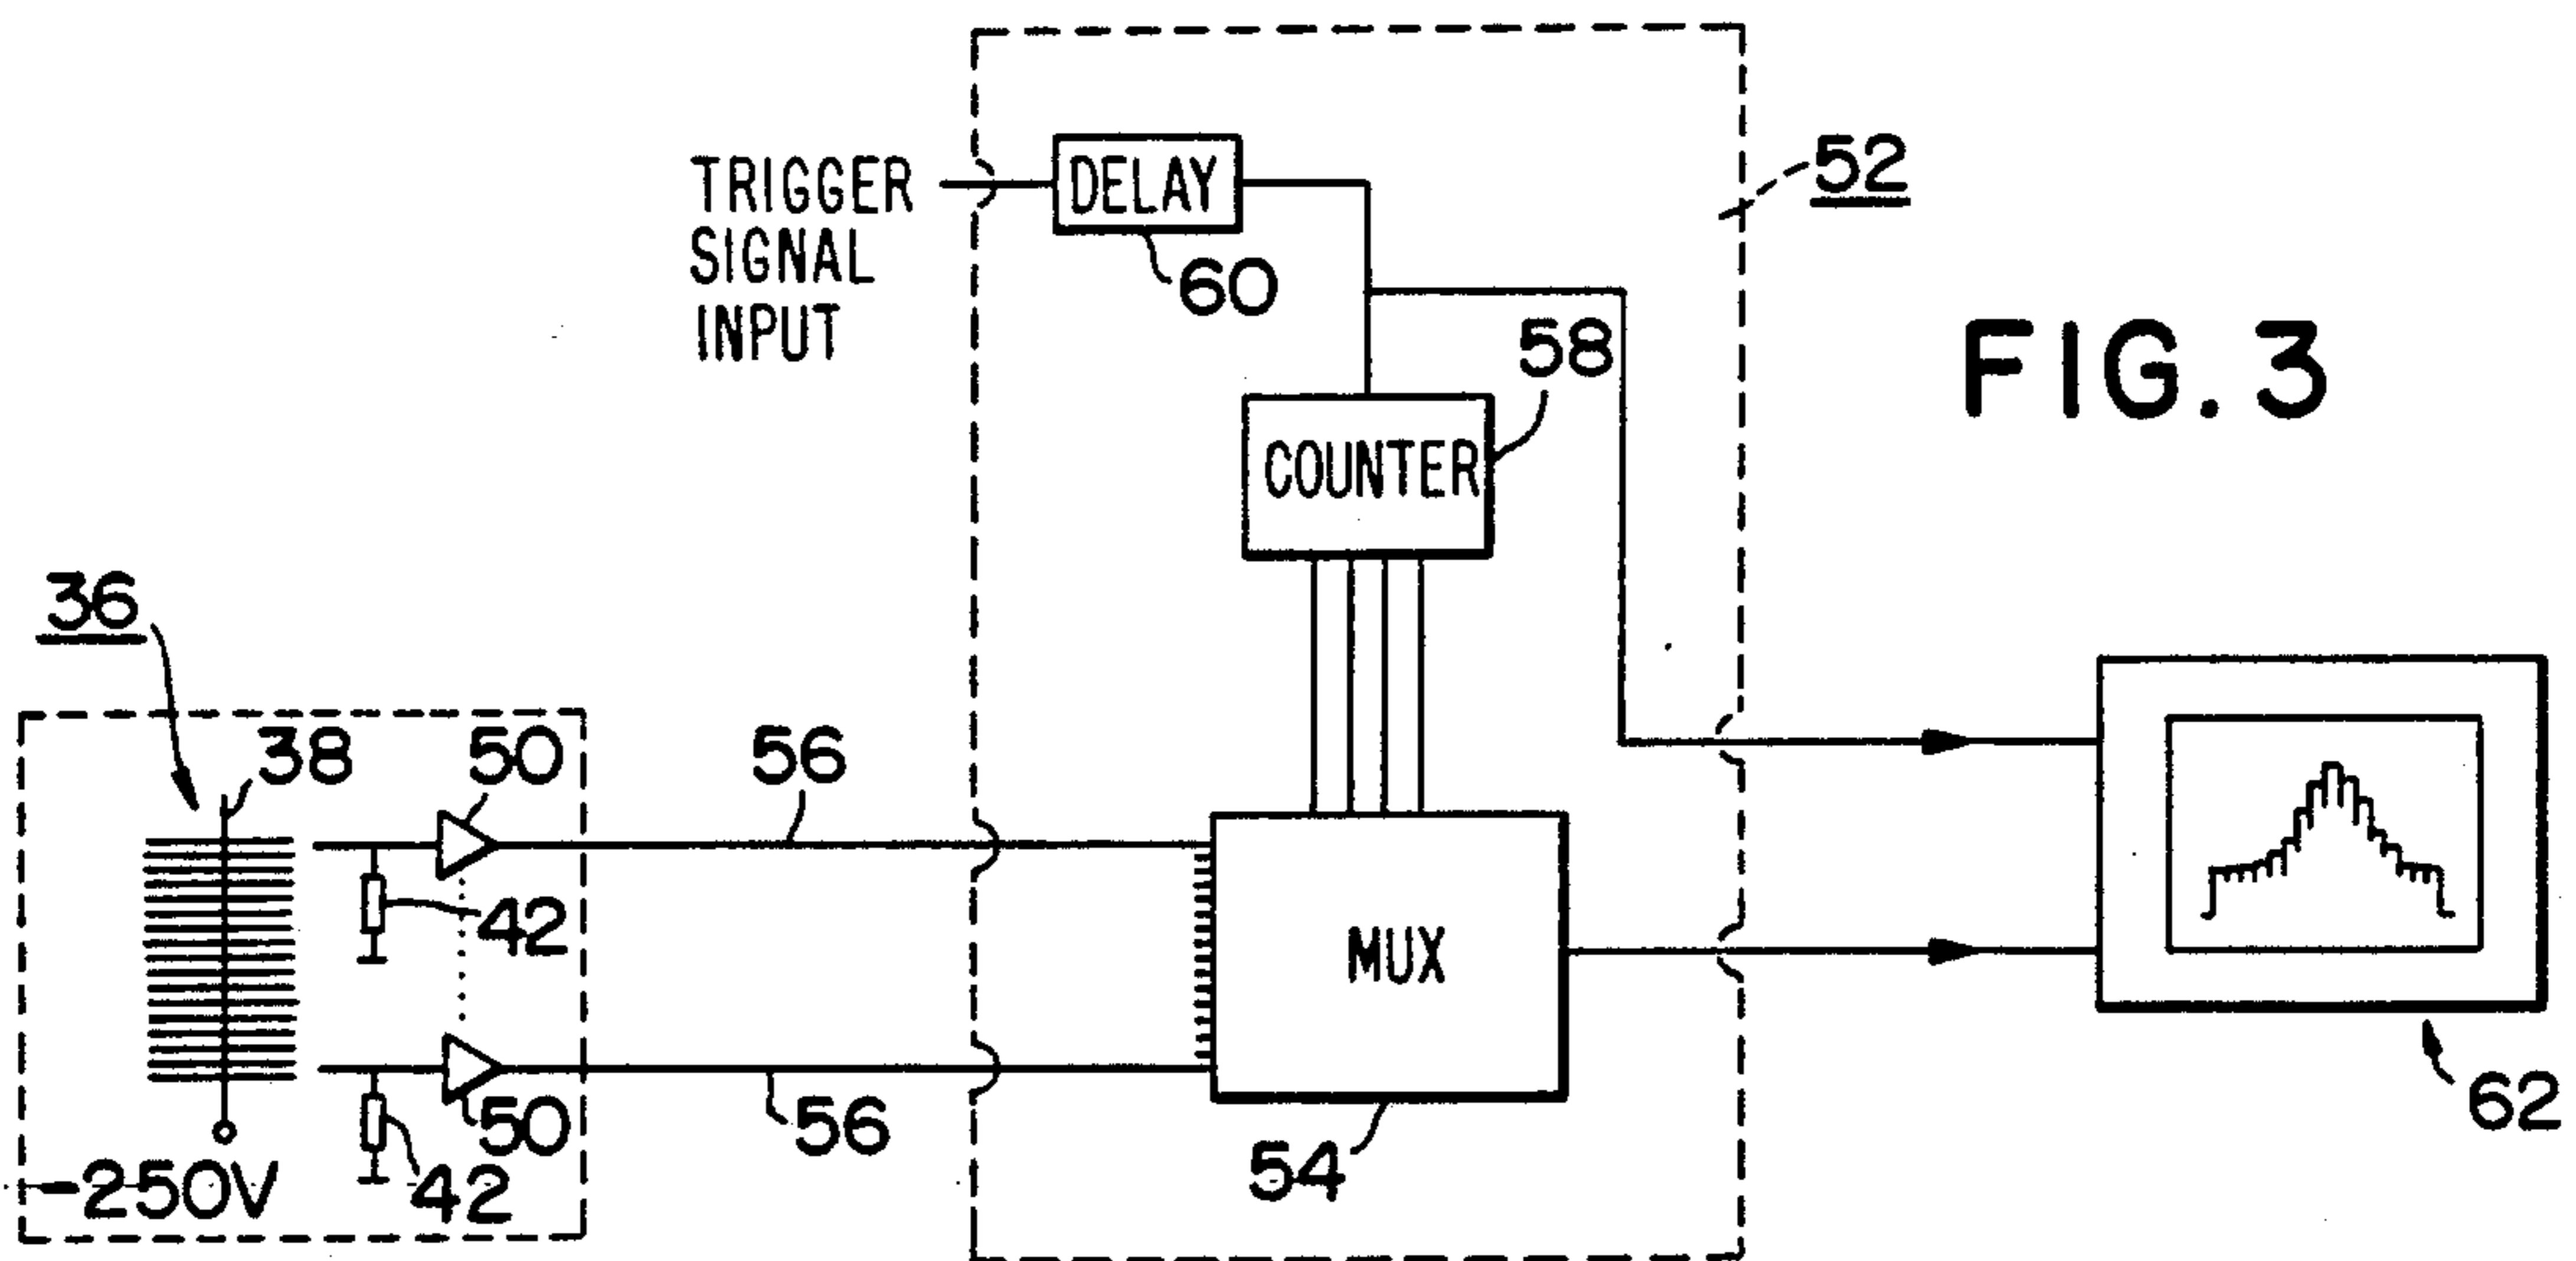 TRIGGER
SIGNAL
INPUT
DELAY
60
52
FIG. 3
58
COUNTER
36
38
50
56
42
MUX
50
56
42
-250V
54
62